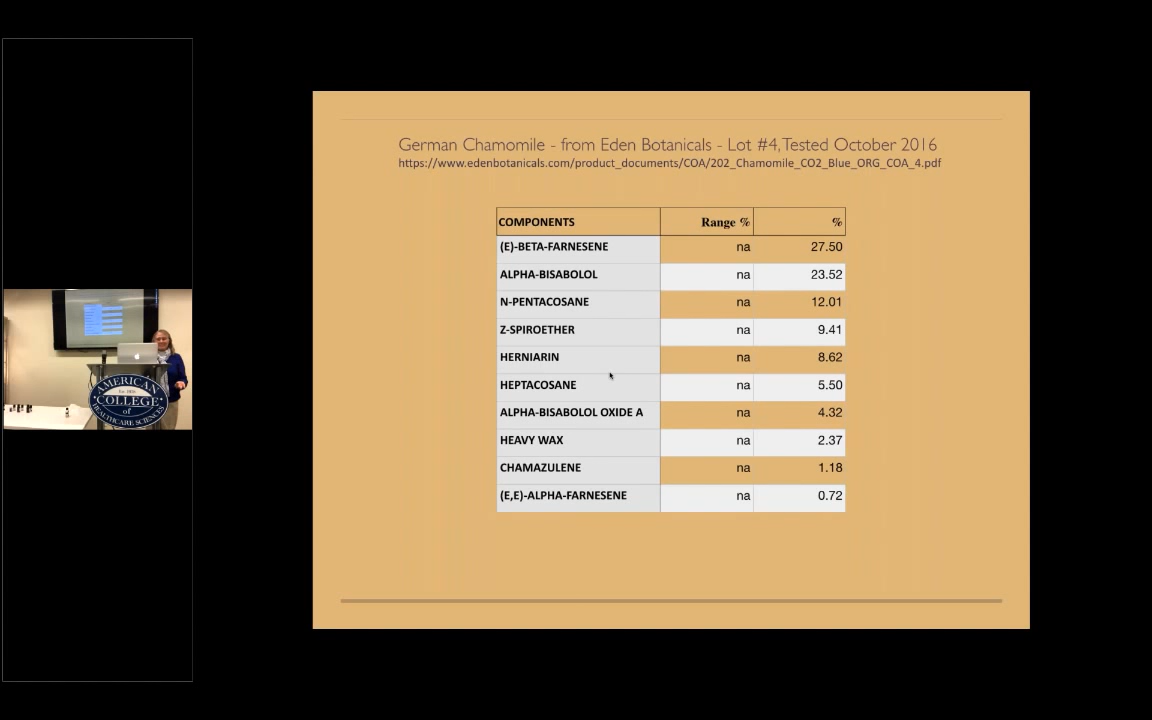 German Chamomile - from Eden Botanicals - Lot #4, Tested October 2016
https://www.edenbotanicals.com/product_documents/COA/202_Chamomile_CO2_Blue_ORG_COA_4.pdf
COMPONENTS Range % %
(E)-BETA-FARNESENE na 27.50
ALPHA-BISABOLOL na 23.52
N-PENTACOSANE na 12.01
Z-SPIROETHER na 9.41
HERNIARIN na 8.62
HEPTACOSANE na 5.50
ALPHA-BISABOLOL OXIDE A na 4.32
HEAVY WAX na 2.37
CHAMAZULENE na 1.18
(E,E)-ALPHA-FARNESENE na 0.72
AMERICAN
COLLEGE
of
HEALTHCARE SCIENCES